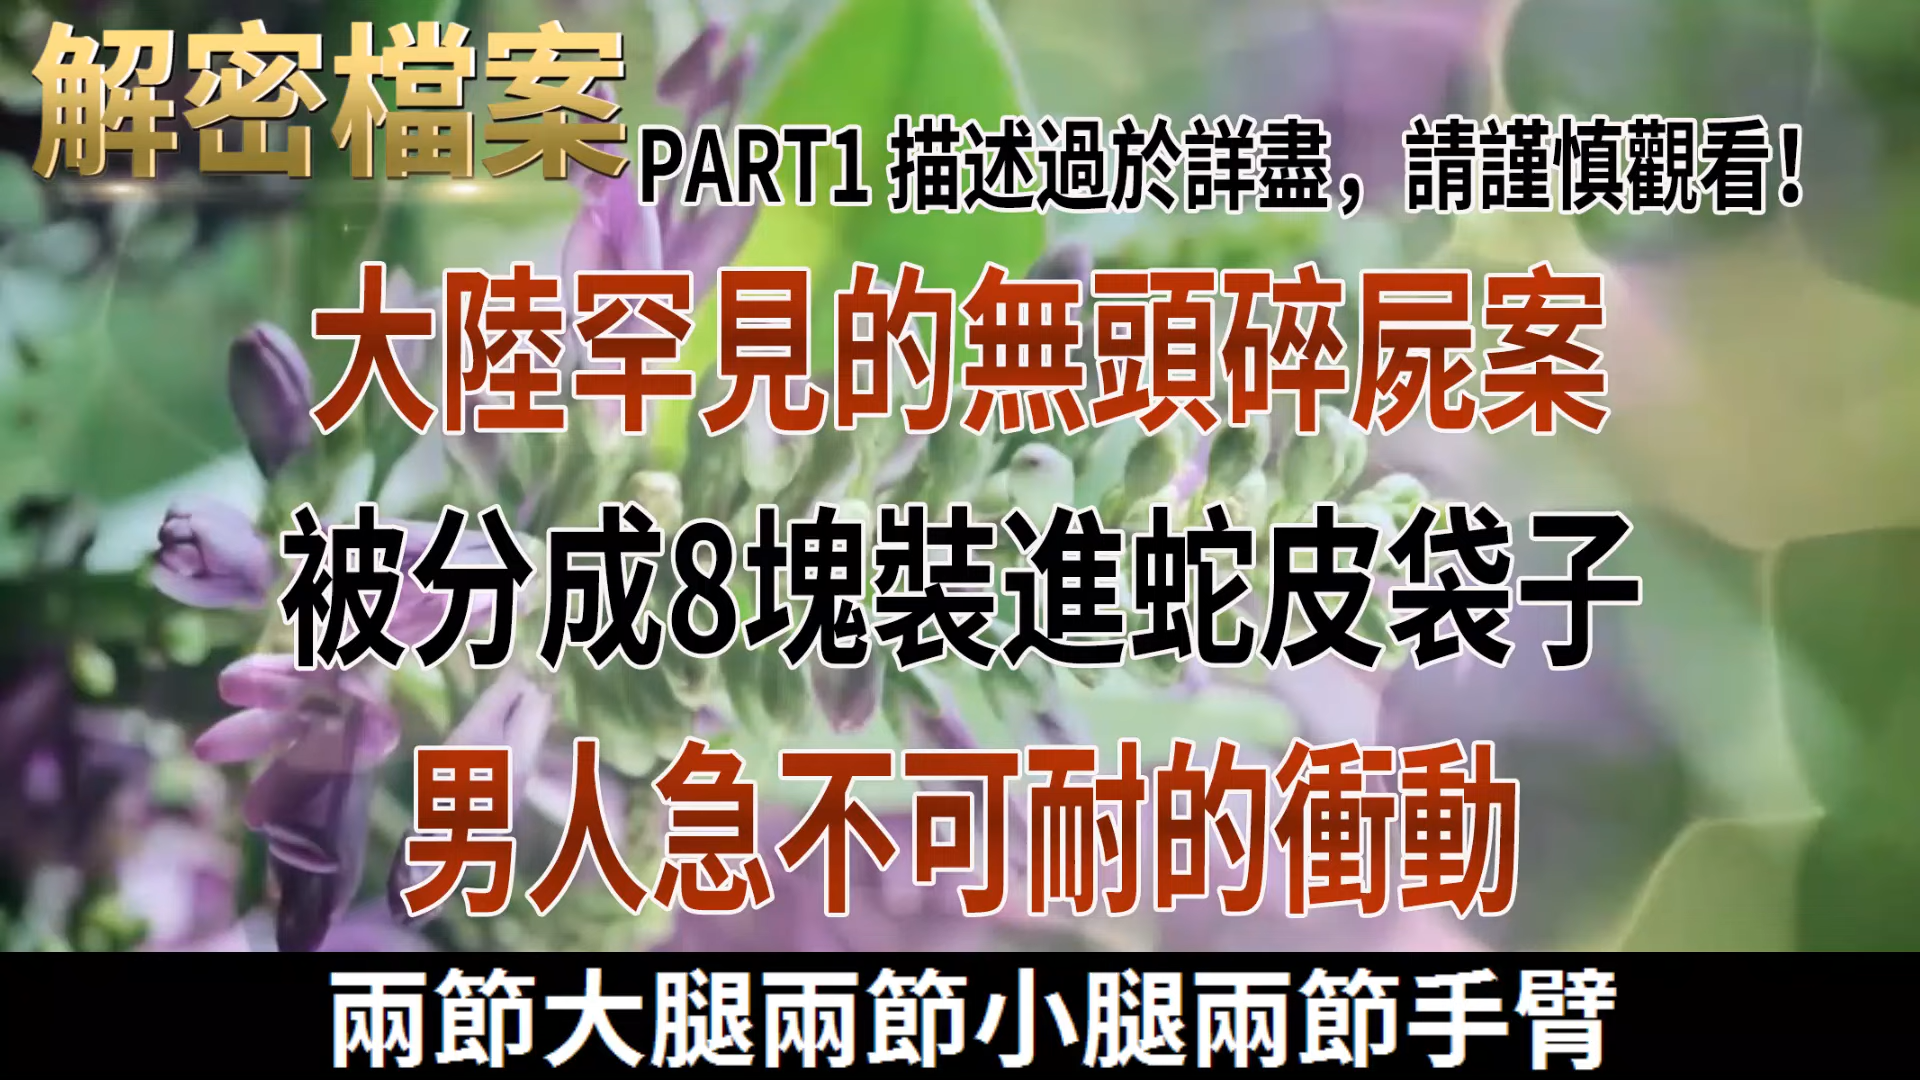 解密檔案
PART1 描述過於詳盡，請謹慎觀看！
大陸罕見的無頭碎屍案
被分成8塊裝進蛇皮袋子
男人急不可耐的衝動
兩節大腿兩節小腿兩節手臂